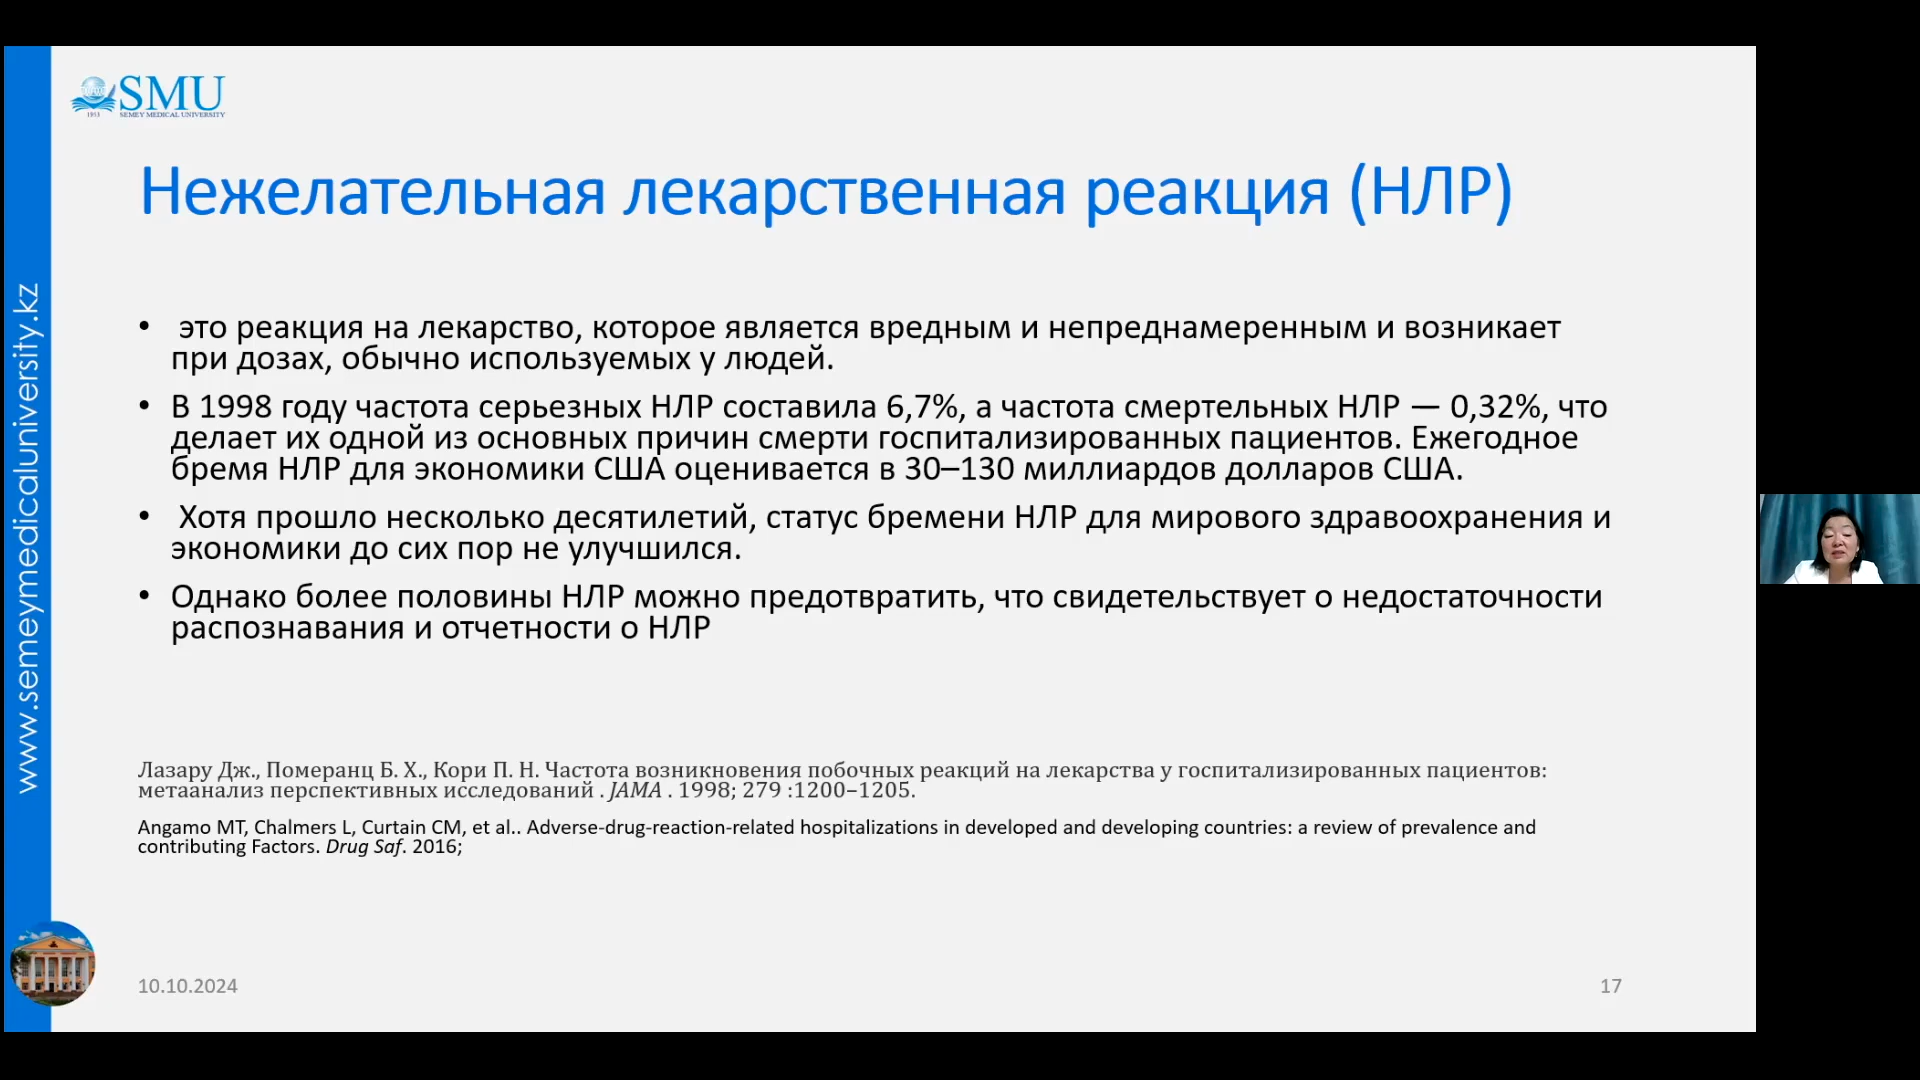 SMU
1953 SEMEY MEDICAL UNIVERSITY
www.semeymedicaluniversity.kz
Нежелательная лекарственная реакция (НЛР)
• это реакция на лекарство, которое является вредным и непреднамеренным и возникает
при дозах, обычно используемых у людей.
• В 1998 году частота серьезных НЛР составила 6,7%, а частота смертельных НЛР — 0,32%, что
делает их одной из основных причин смерти госпитализированных пациентов. Ежегодное
бремя НЛР для экономики США оценивается в 30–130 миллиардов долларов США.
• Хотя прошло несколько десятилетий, статус бремени НЛР для мирового здравоохранения и
экономики до сих пор не улучшился.
• Однако более половины НЛР можно предотвратить, что свидетельствует о недостаточности
распознавания и отчетности о НЛР
Лазару Дж., Померанц Б. Х., Кори П. Н. Частота возникновения побочных реакций на лекарства у госпитализированных пациентов:
метаанализ перспективных исследований . JAMA . 1998; 279 :1200–1205.
Angamo MT, Chalmers L, Curtain CM, et al.. Adverse-drug-reaction-related hospitalizations in developed and developing countries: a review of prevalence and
contributing Factors. Drug Saf. 2016;
10.10.2024
17